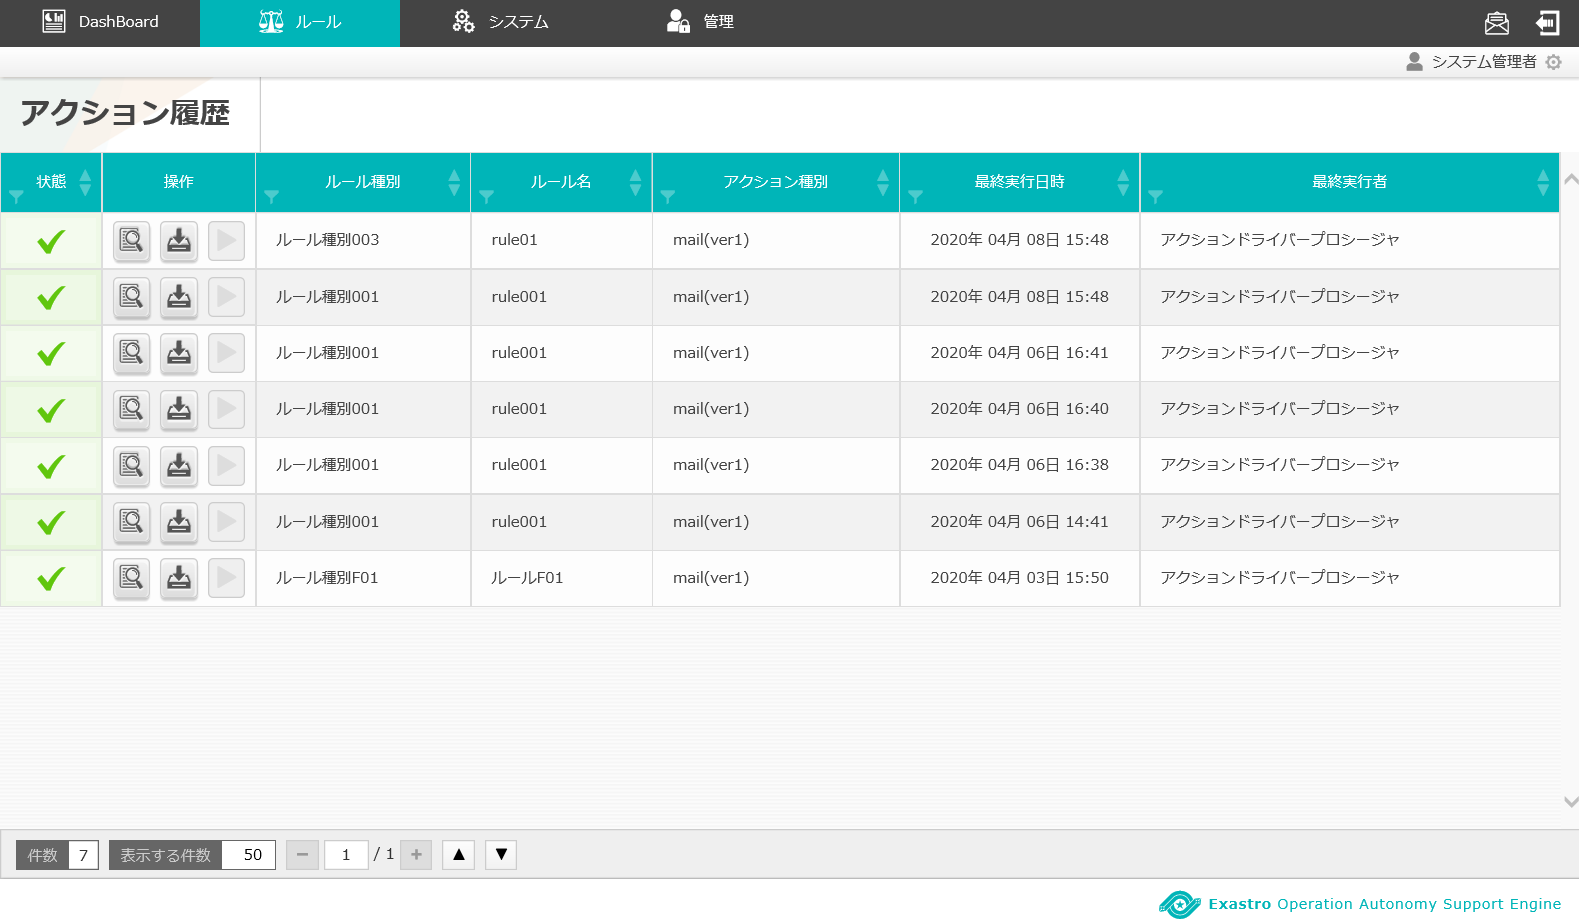 DashBoard ルール システム 管理
システム管理者
アクション履歴
状態 操作 ルール種別 ルール名 アクション種別 最終実行日時 最終実行者
ルール種別003 rule01 mail(ver1) 2020年 04月 08日 15:48 アクションドライバープロシージャ
ルール種別001 rule001 mail(ver1) 2020年 04月 08日 15:48 アクションドライバープロシージャ
ルール種別001 rule001 mail(ver1) 2020年 04月 06日 16:41 アクションドライバープロシージャ
ルール種別001 rule001 mail(ver1) 2020年 04月 06日 16:40 アクションドライバープロシージャ
ルール種別001 rule001 mail(ver1) 2020年 04月 06日 16:38 アクションドライバープロシージャ
ルール種別001 rule001 mail(ver1) 2020年 04月 06日 14:41 アクションドライバープロシージャ
ルール種別F01 ルールF01 mail(ver1) 2020年 04月 03日 15:50 アクションドライバープロシージャ
件数 7 表示する件数 50 − 1 / 1 + ▲ ▼
Exastro Operation Autonomy Support Engine